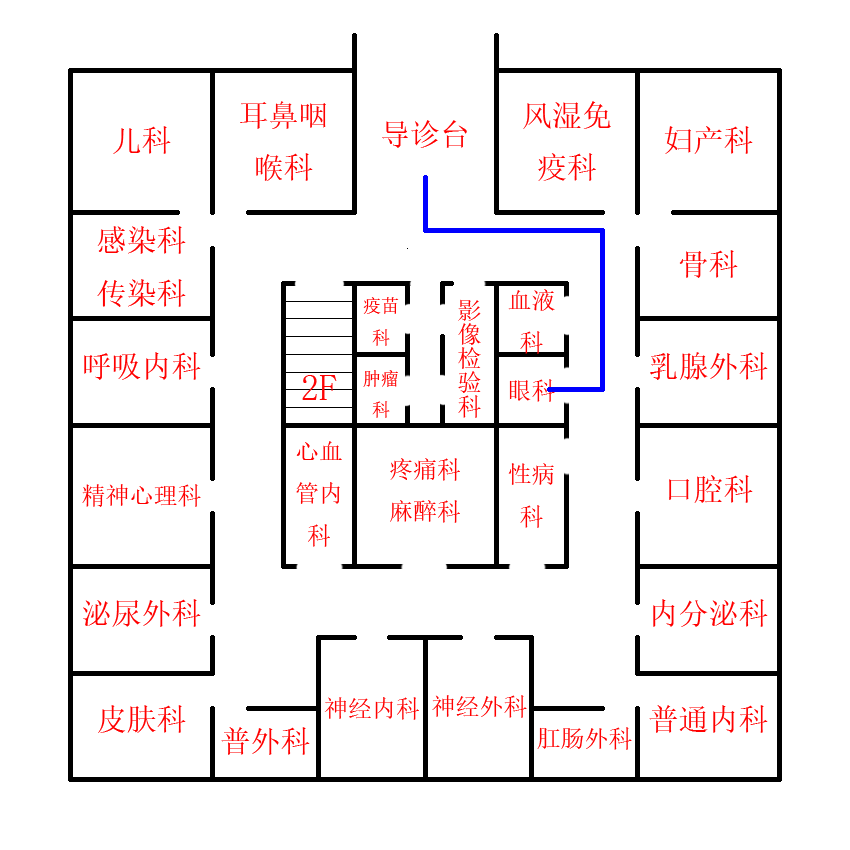 儿科
耳鼻咽
喉科
导诊台
风湿免
疫科
妇产科
感染科
传染科
骨科
疫苗
科
影像检验科
血液
科
呼吸内科
2F
肿瘤
科
眼科
乳腺外科
心血
管内
科
疼痛科
麻醉科
性病
科
精神心理科
口腔科
泌尿外科
内分泌科
皮肤科
普外科
神经内科
神经外科
肛肠外科
普通内科